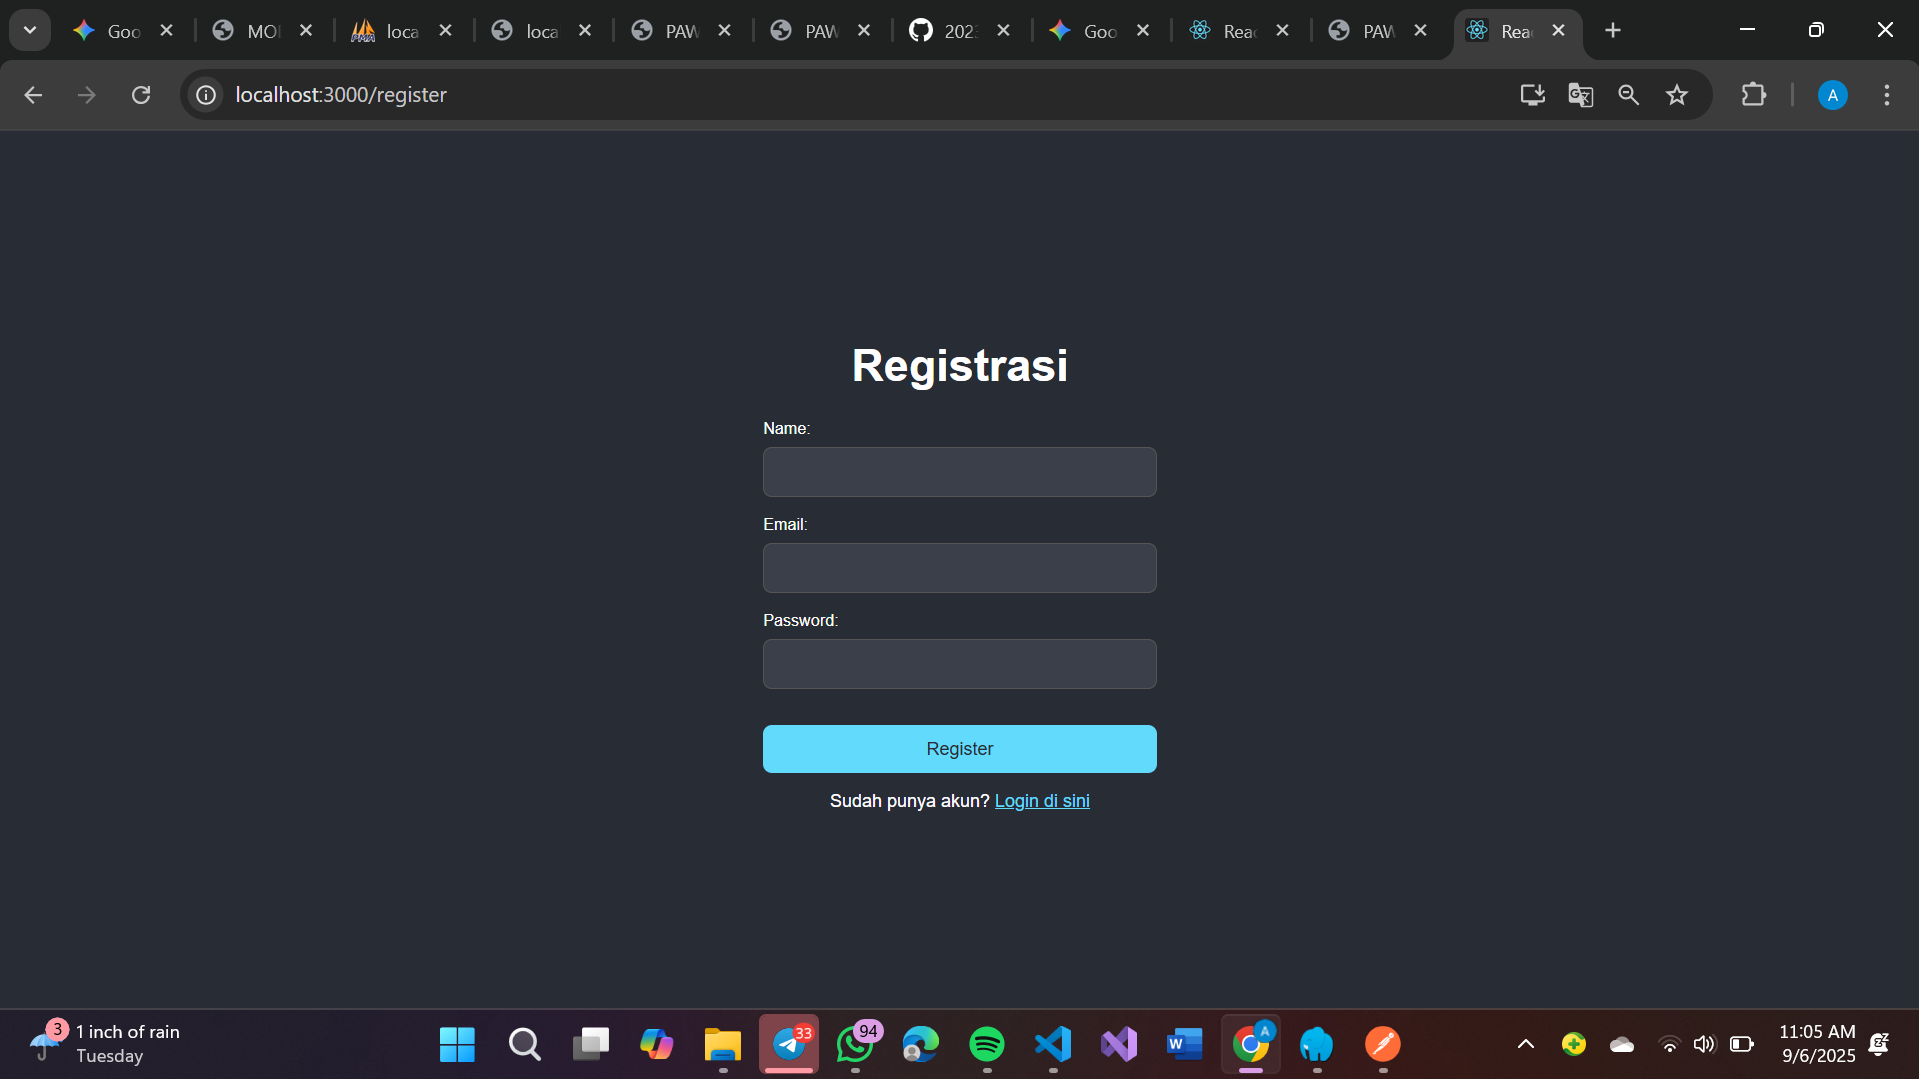 Goo
MO
loca
loca
PAW
PAW
202
Goo
Rea
PAW
Rea
localhost:3000/register
A
Registrasi
Name:
Email:
Password:
Register
Sudah punya akun? Login di sini
3
1 inch of rain
Tuesday
33
94
A
11:05 AM
9/6/2025